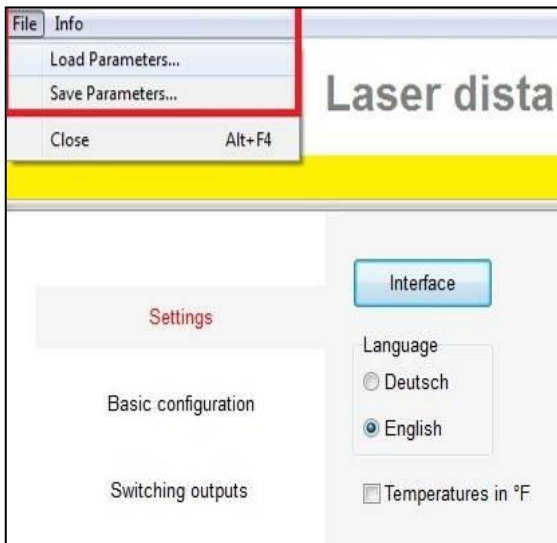 File Info
Load Parameters...
Save Parameters...
Close Alt+F4
Laser dista
Settings
Basic configuration
Switching outputs
Interface
Language
Deutsch
English
Temperatures in °F